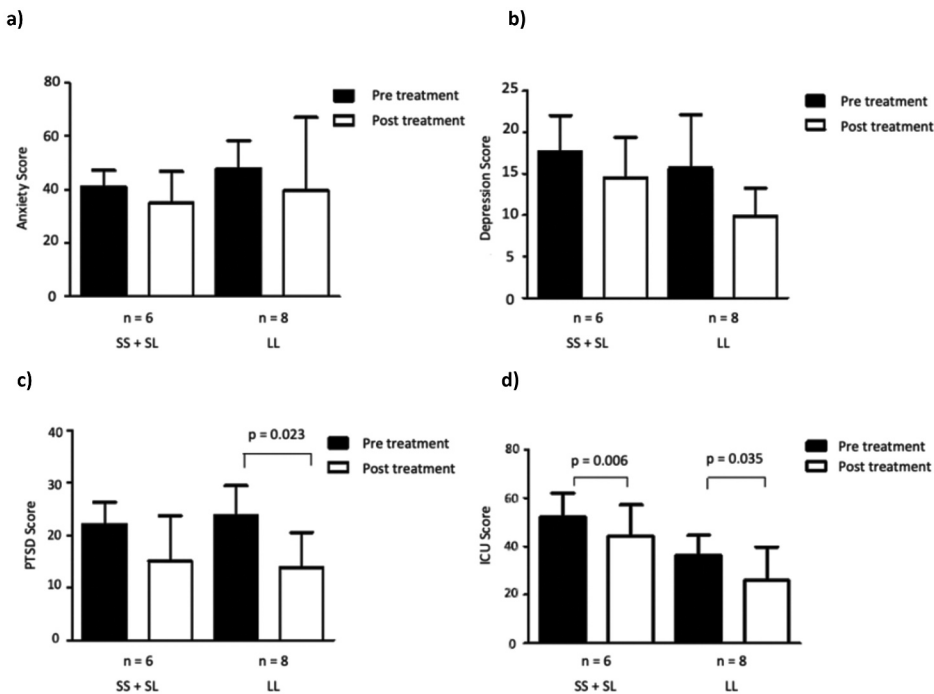 a)
80
60
40
20
0
Anxiety Score
Pre treatment
Post treatment
n = 6
n = 8
SS + SL
LL
b)
25
20
15
10
5
0
Depression Score
Pre treatment
Post treatment
n = 6
n = 8
SS + SL
LL
c)
40
30
20
10
0
PTSD Score
p = 0.023
Pre treatment
Post treatment
n = 6
n = 8
SS + SL
LL
d)
80
60
40
20
0
ICU Score
p = 0.006
p = 0.035
Pre treatment
Post treatment
n = 6
n = 8
SS + SL
LL